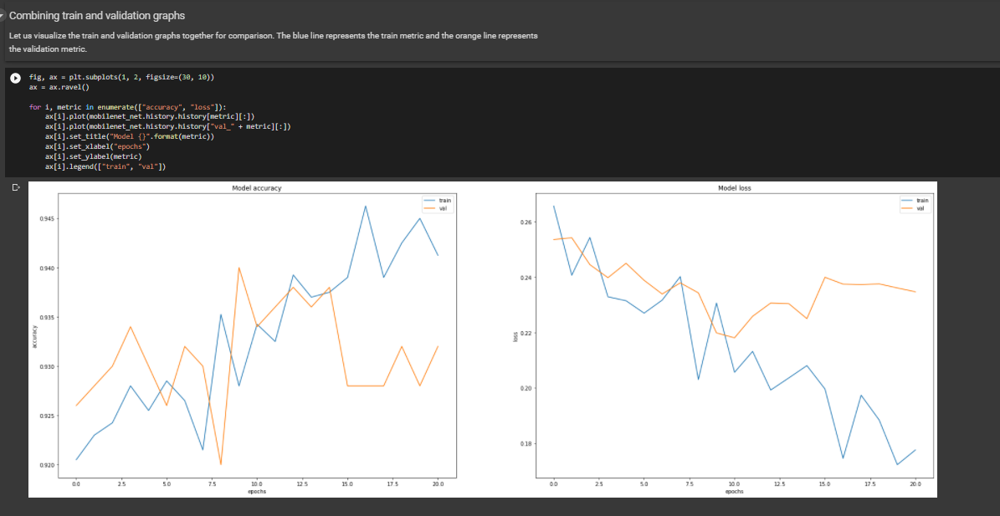 Combining train and validation graphs
Let us visualize the train and validation graphs together for comparison. The blue line represents the train metric and the orange line represents
the validation metric.
fig, ax = plt.subplots(1, 2, figsize=(30, 10))
ax = ax.ravel()
for i, metric in enumerate(["accuracy", "loss"]):
    ax[i].plot(mobilenet_net.history.history[metric][:])
    ax[i].plot(mobilenet_net.history.history["val_" + metric][:])
    ax[i].set_title("Model {}".format(metric))
    ax[i].set_xlabel("epochs")
    ax[i].set_ylabel(metric)
    ax[i].legend(["train", "val"])
Model accuracy
train
val
0.945
0.940
0.935
0.930
0.925
0.920
accuracy
0.0 2.5 5.0 7.5 10.0 12.5 15.0 17.5 20.0
epochs
Model loss
train
val
0.26
0.24
0.22
0.20
0.18
loss
0.0 2.5 5.0 7.5 10.0 12.5 15.0 17.5 20.0
epochs